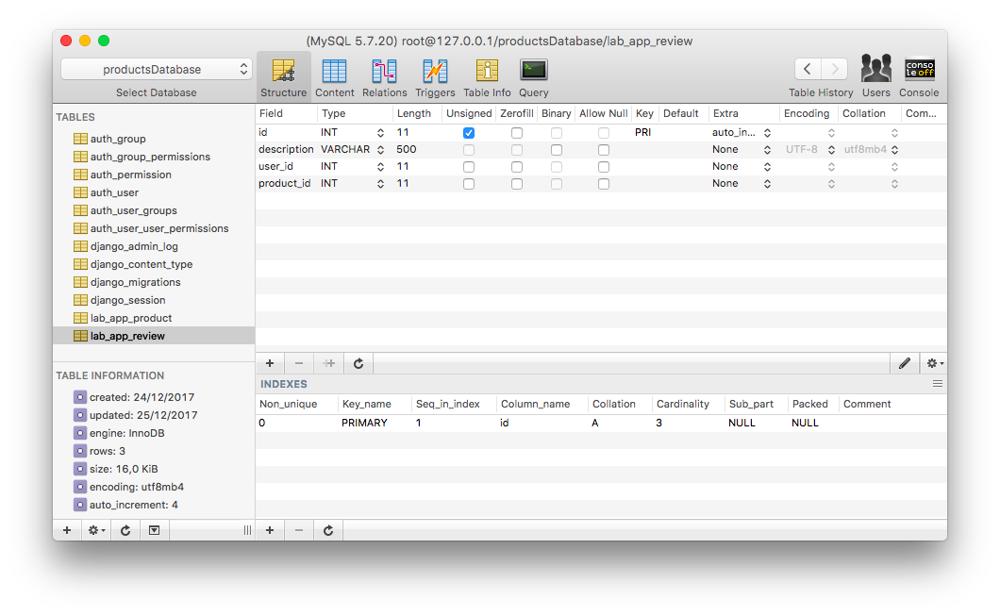 (MySQL 5.7.20) root@127.0.0.1/productsDatabase/lab_app_review
productsDatabase
Select Database
Structure Content Relations Triggers Table Info Query
Table History Users Console
conso
le off
TABLES
auth_group
auth_group_permissions
auth_permission
auth_user
auth_user_groups
auth_user_user_permissions
django_admin_log
django_content_type
django_migrations
django_session
lab_app_product
lab_app_review
TABLE INFORMATION
created: 24/12/2017
updated: 25/12/2017
engine: InnoDB
rows: 3
size: 16,0 KiB
encoding: utf8mb4
auto_increment: 4
Field Type Length Unsigned Zerofill Binary Allow Null Key Default Extra Encoding Collation Com...
id INT 11 PRI auto_in...
description VARCHAR 500 None UTF-8 utf8mb4
user_id INT 11 None
product_id INT 11 None
INDEXES
Non_unique Key_name Seq_in_index Column_name Collation Cardinality Sub_part Packed Comment
0 PRIMARY 1 id A 3 NULL NULL